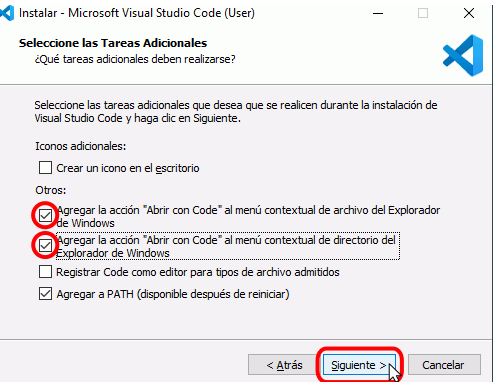 Instalar - Microsoft Visual Studio Code (User)
Seleccione las Tareas Adicionales
¿Qué tareas adicionales deben realizarse?
Seleccione las tareas adicionales que desea que se realicen durante la instalación de
Visual Studio Code y haga clic en Siguiente.
Iconos adicionales:
Crear un icono en el escritorio
Otros:
Agregar la acción "Abrir con Code" al menú contextual de archivo del Explorador
de Windows
Agregar la acción "Abrir con Code" al menú contextual de directorio del
Explorador de Windows
Registrar Code como editor para tipos de archivo admitidos
Agregar a PATH (disponible después de reiniciar)
< Atrás
Siguiente >
Cancelar